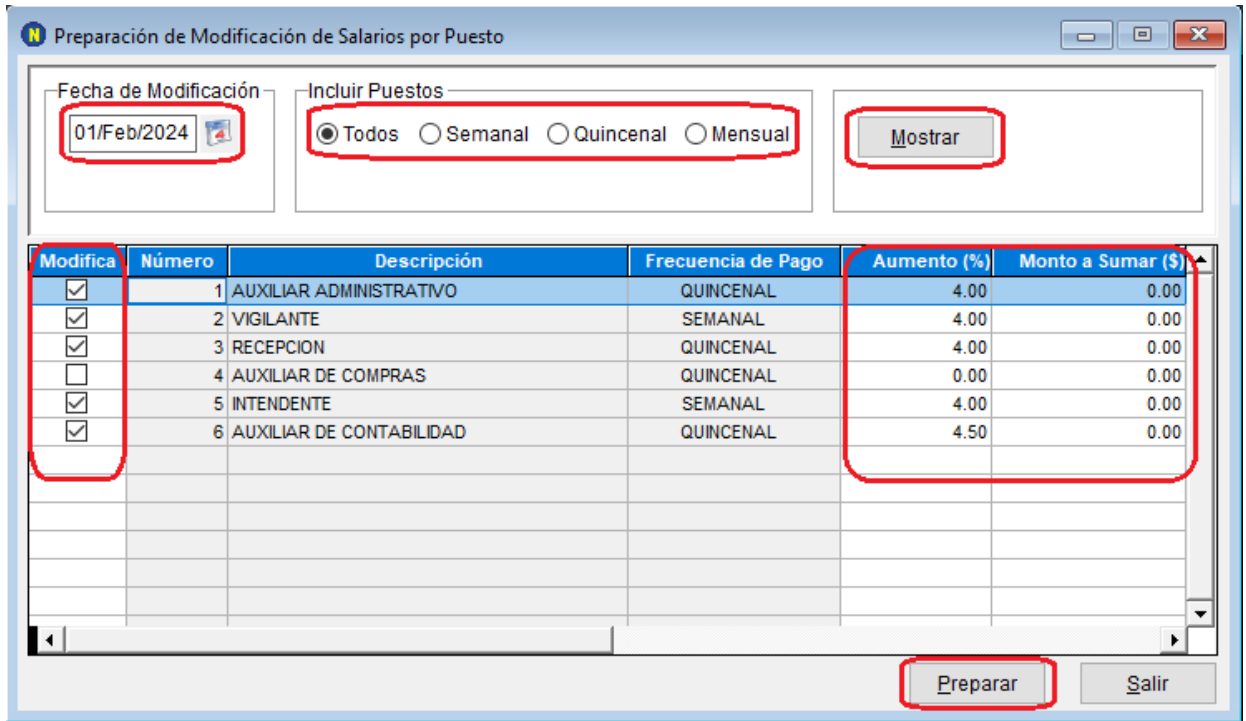 N Preparación de Modificación de Salarios por Puesto
Fecha de Modificación
Incluir Puestos
01/Feb/2024 4
Todos Semanal Quincenal Mensual
Mostrar
Modifica Número Descripción Frecuencia de Pago Aumento (%) Monto a Sumar ($)
1 AUXILIAR ADMINISTRATIVO QUINCENAL 4.00 0.00
2 VIGILANTE SEMANAL 4.00 0.00
3 RECEPCION QUINCENAL 4.00 0.00
4 AUXILIAR DE COMPRAS QUINCENAL 0.00 0.00
5 INTENDENTE SEMANAL 4.00 0.00
6 AUXILIAR DE CONTABILIDAD QUINCENAL 4.50 0.00
Preparar Salir